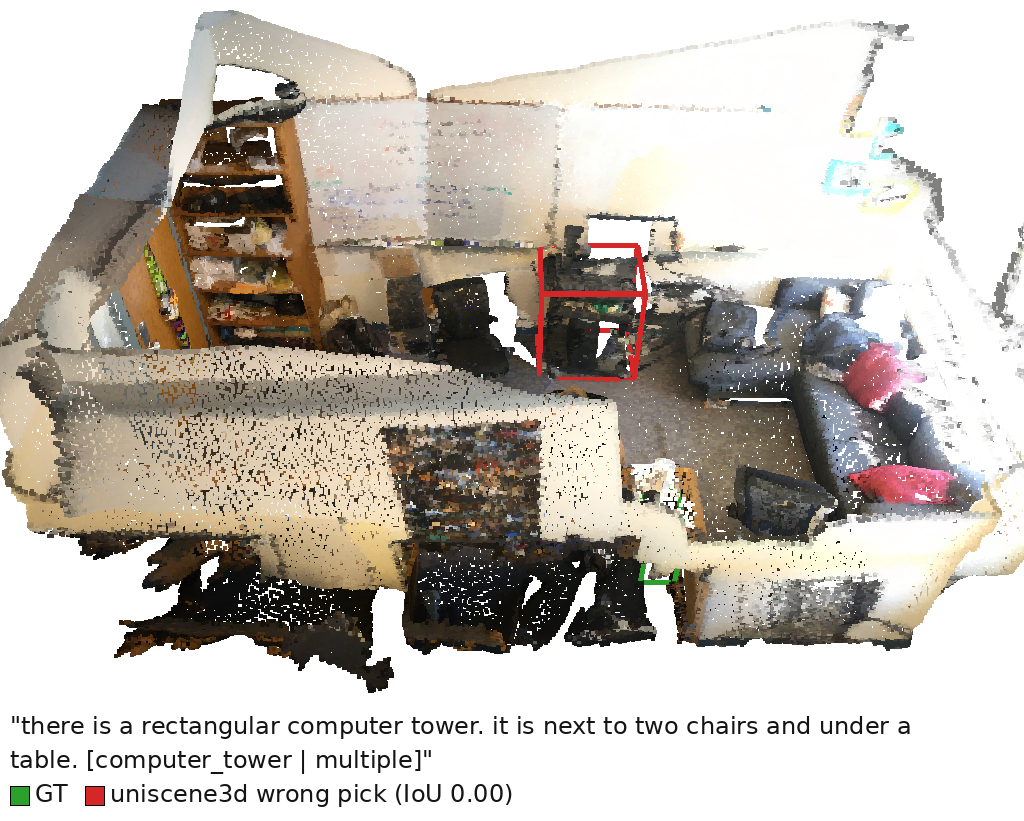 "there is a rectangular computer tower. it is next to two chairs and under a
table. [computer_tower | multiple]"
GT uniscene3d wrong pick (IoU 0.00)